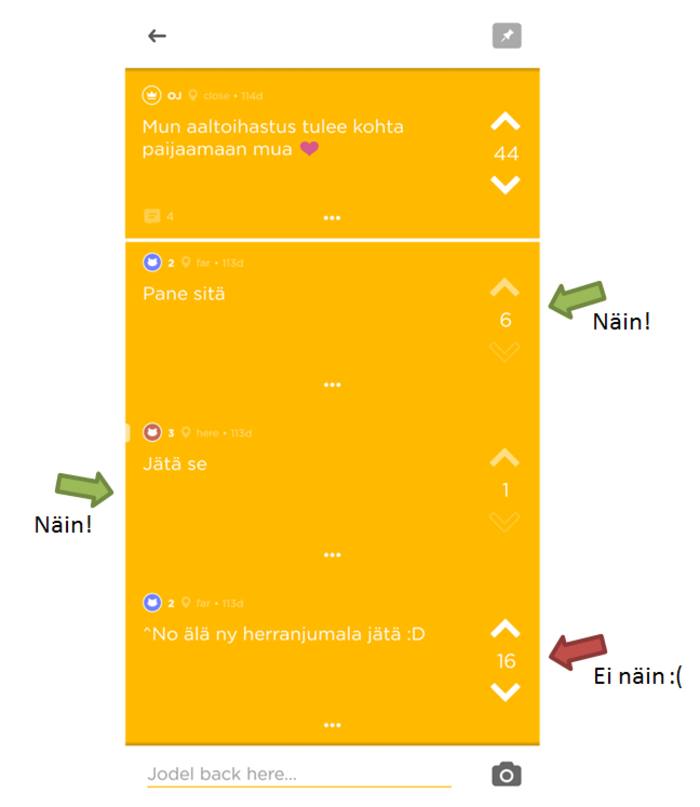 OJ close • 114d
Mun aaltoihastus tulee kohta
paijaamaan mua
44
4
•••
2 far • 113d
Pane sitä
6
Näin!
•••
3 here • 113d
Jätä se
1
Näin!
•••
2 far • 113d
^No älä ny herranjumala jätä :D
16
Ei näin :(
•••
Jodel back here...